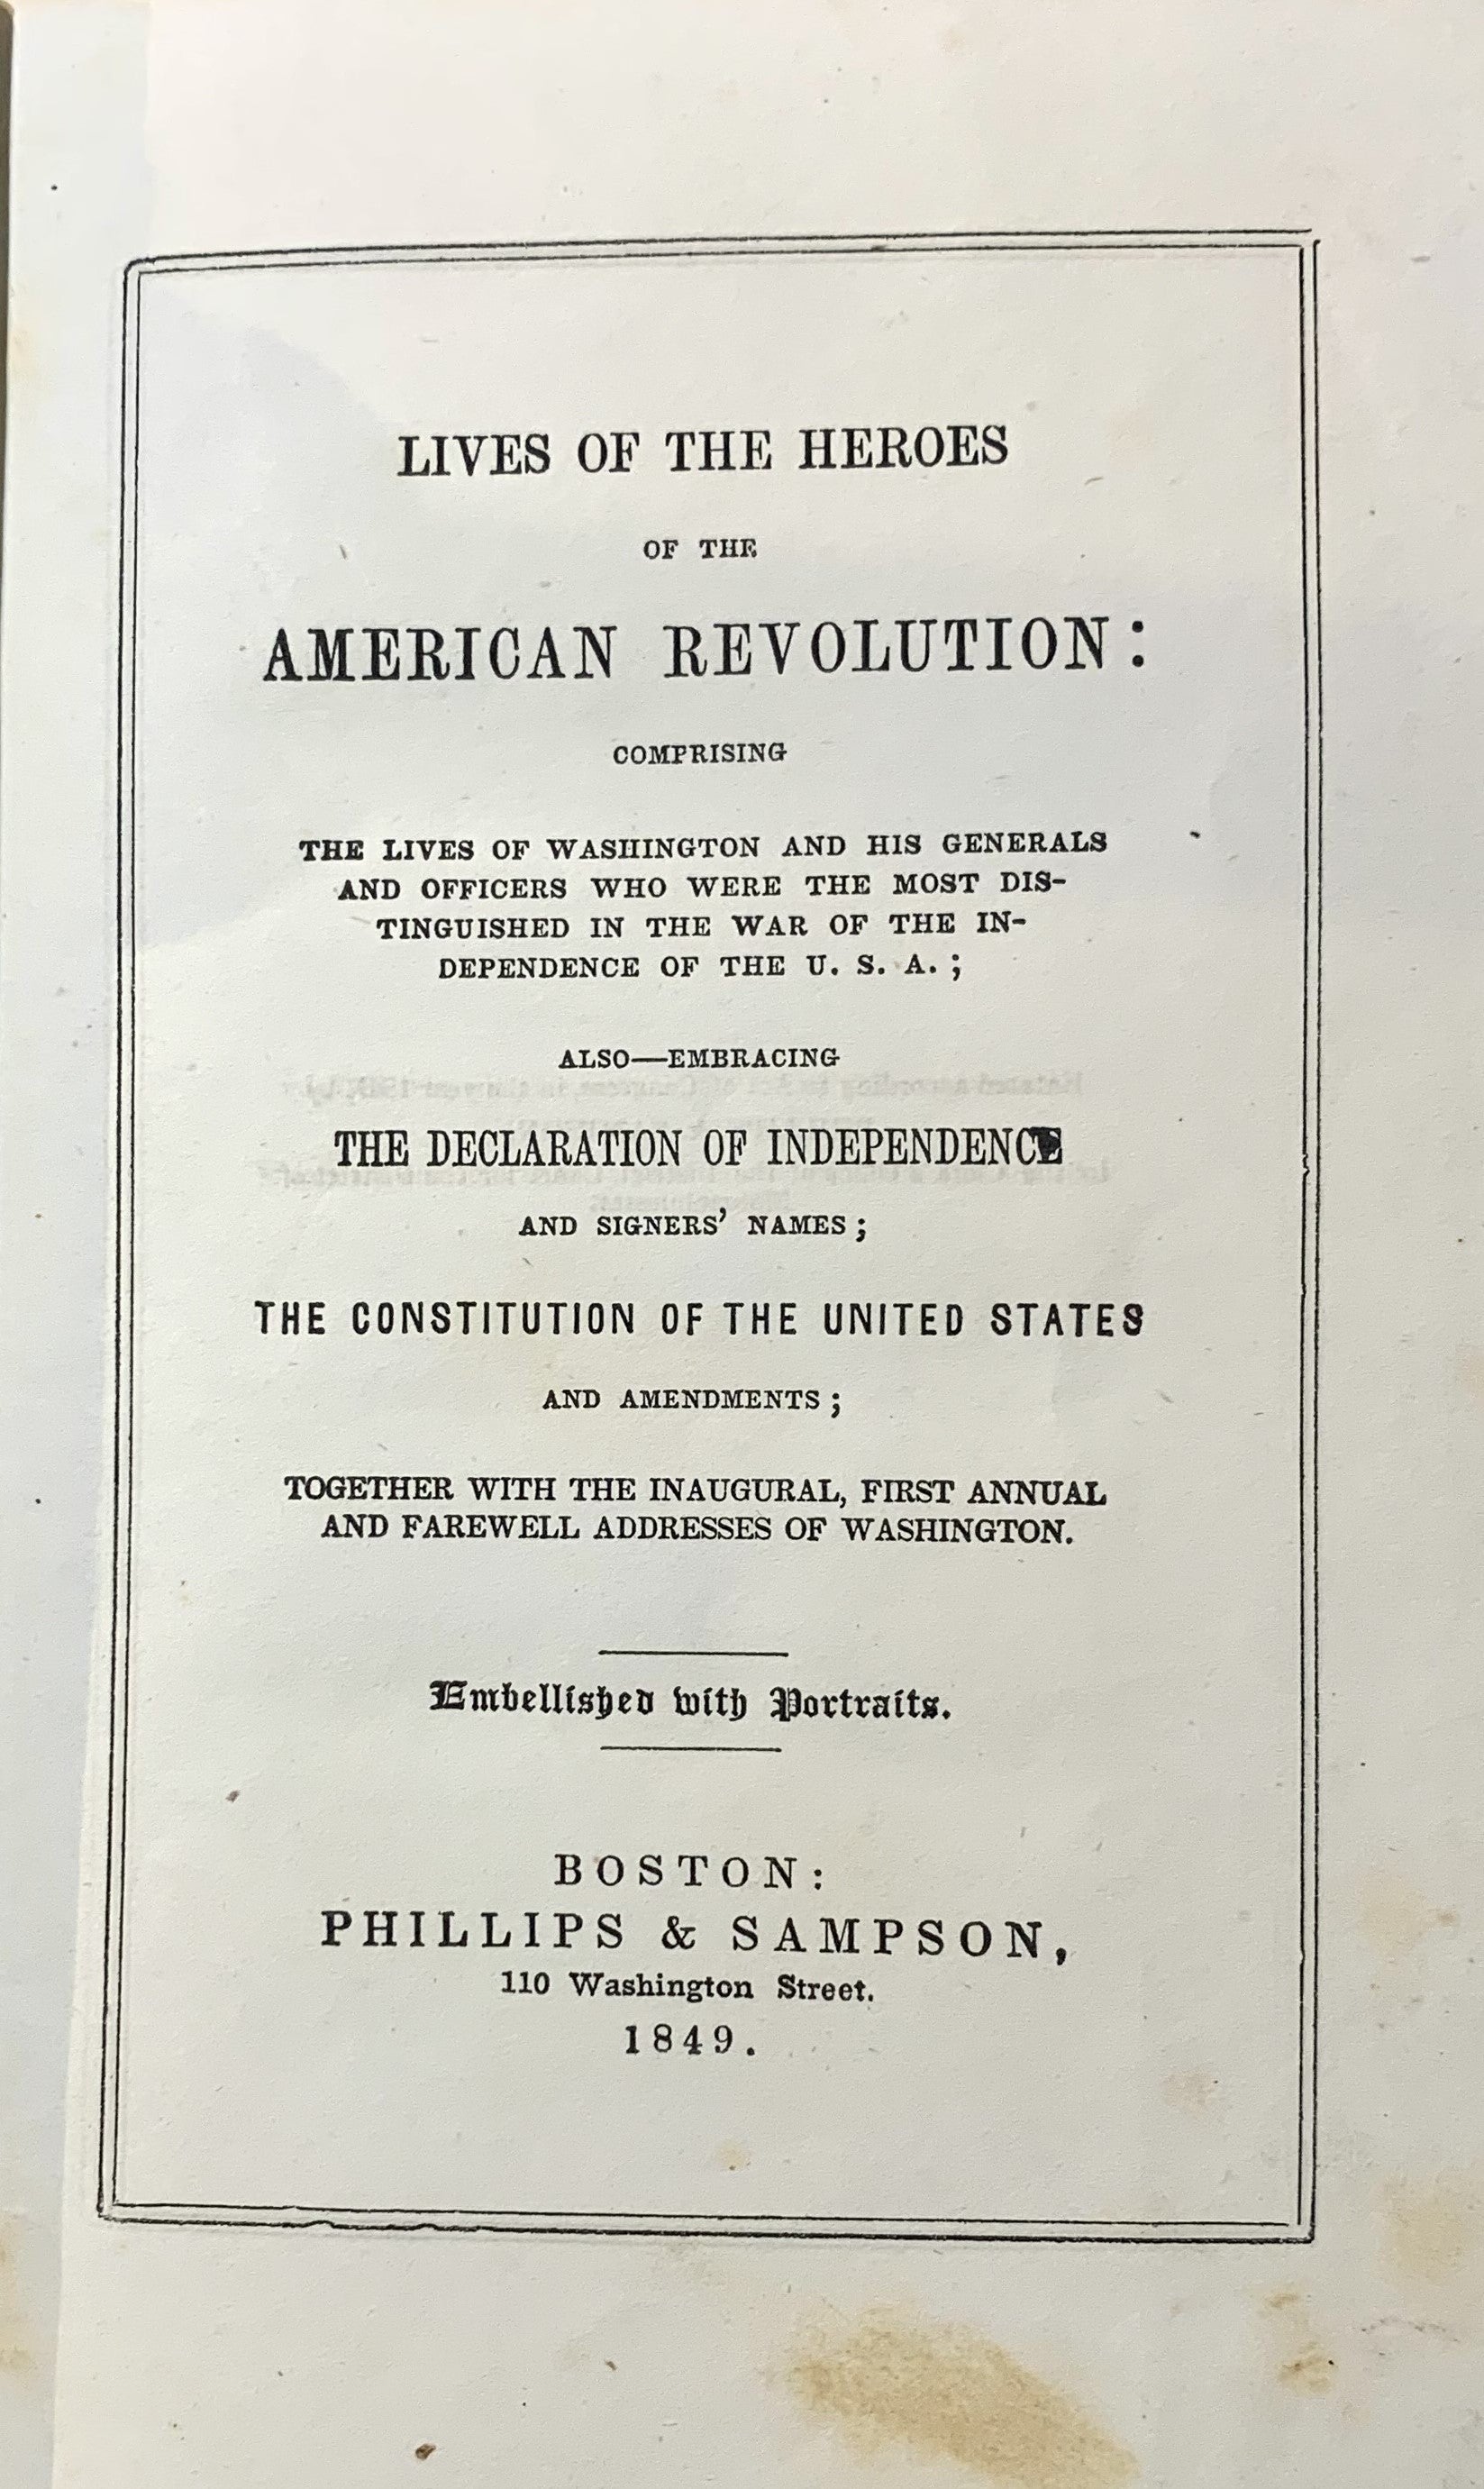 LIVES OF THE HEROES
OF THE
AMERICAN REVOLUTION:
COMPRISING
THE LIVES OF WASHINGTON AND HIS GENERALS
AND OFFICERS WHO WERE THE MOST DIS-
TINGUISHED IN THE WAR OF THE IN-
DEPENDENCE OF THE U. S. A.;
ALSO—EMBRACING
THE DECLARATION OF INDEPENDENCE
AND SIGNERS' NAMES;
THE CONSTITUTION OF THE UNITED STATES
AND AMENDMENTS;
TOGETHER WITH THE INAUGURAL, FIRST ANNUAL
AND FAREWELL ADDRESSES OF WASHINGTON.
Embellished with Portraits.
BOSTON:
PHILLIPS & SAMPSON,
110 Washington Street.
1849.